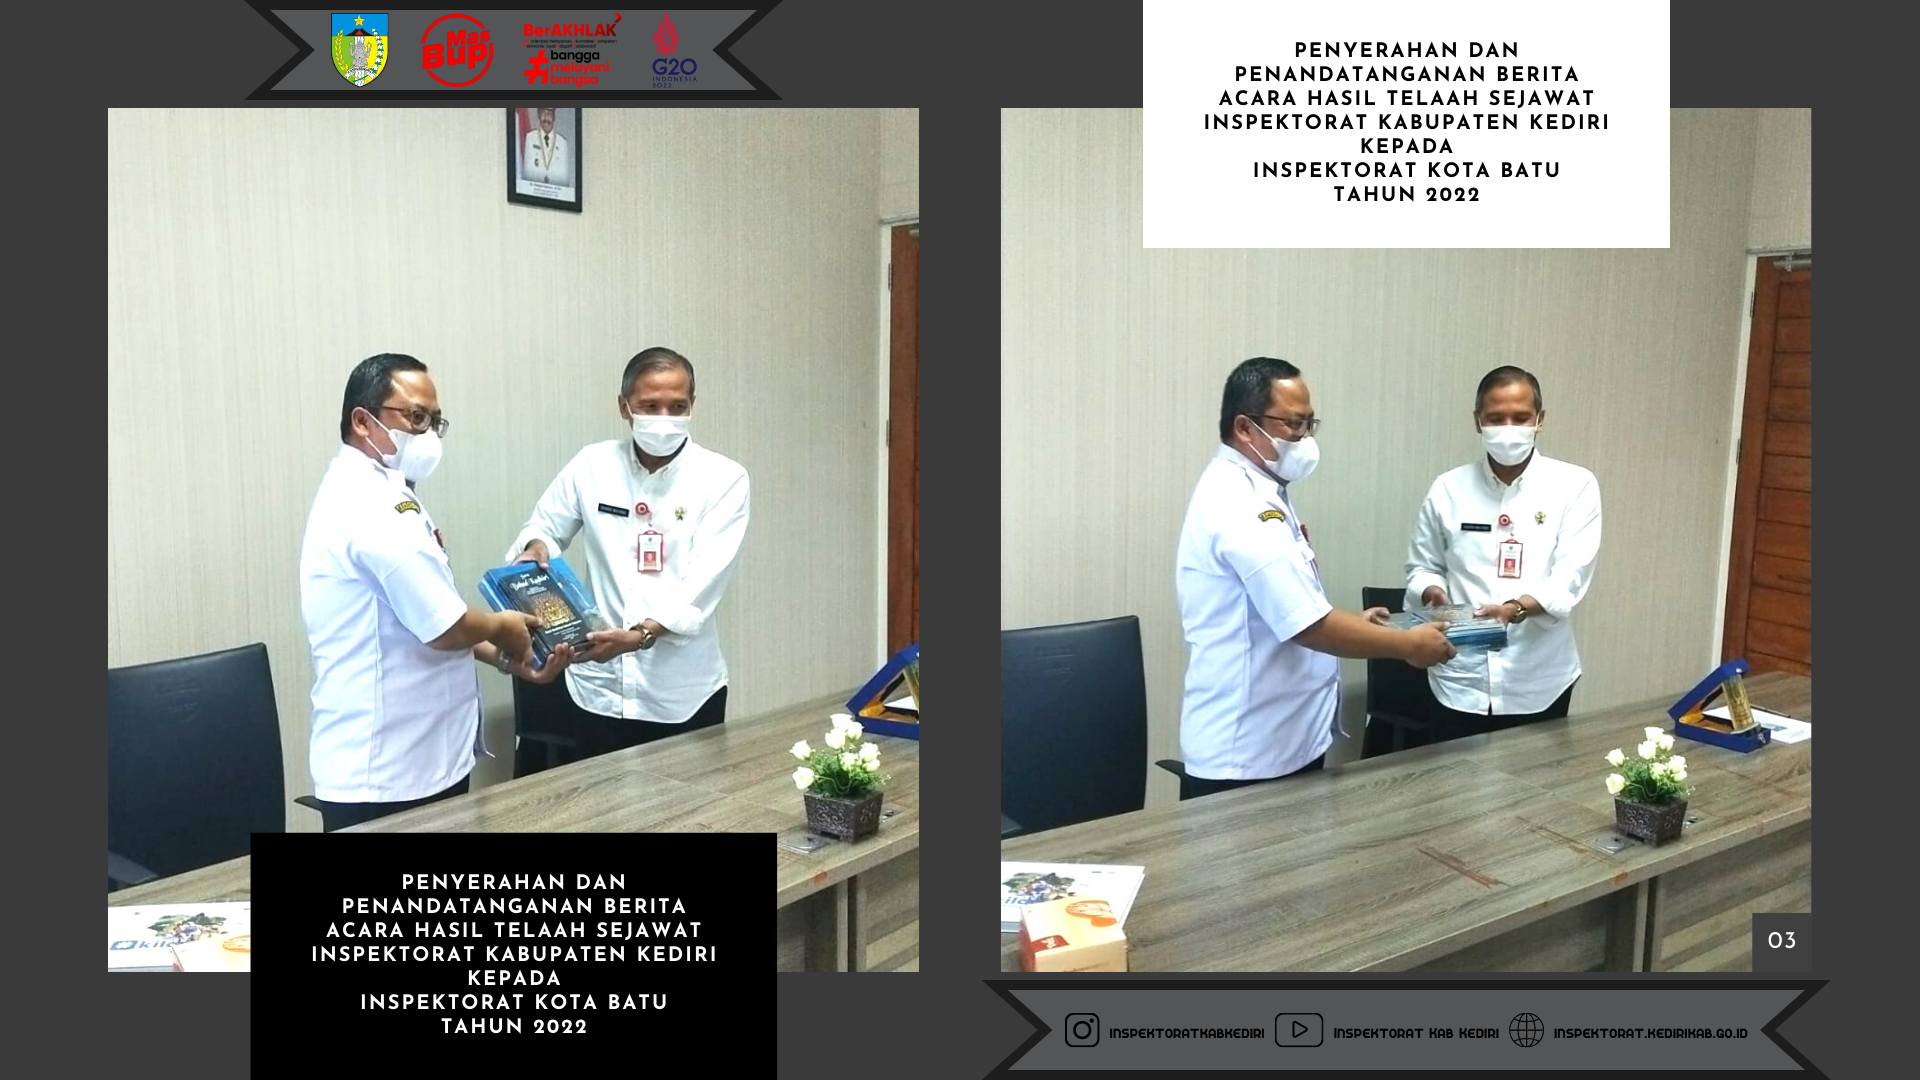 Mas
Bup
BerAKHLAK
#bangga
melayani
bangsa
G20
INDONESIA
2022
PENYERAHAN DAN
PENANDATANGANAN BERITA
ACARA HASIL TELAAH SEJAWAT
INSPEKTORAT KABUPATEN KEDIRI
KEPADA
INSPEKTORAT KOTA BATU
TAHUN 2022
PENYERAHAN DAN
PENANDATANGANAN BERITA
ACARA HASIL TELAAH SEJAWAT
INSPEKTORAT KABUPATEN KEDIRI
KEPADA
INSPEKTORAT KOTA BATU
TAHUN 2022
03
INSPEKTORATKABKEDIRI
INSPEKTORAT KAB KEDIRI
INSPEKTORAT.KEDIRIKAB.GO.ID